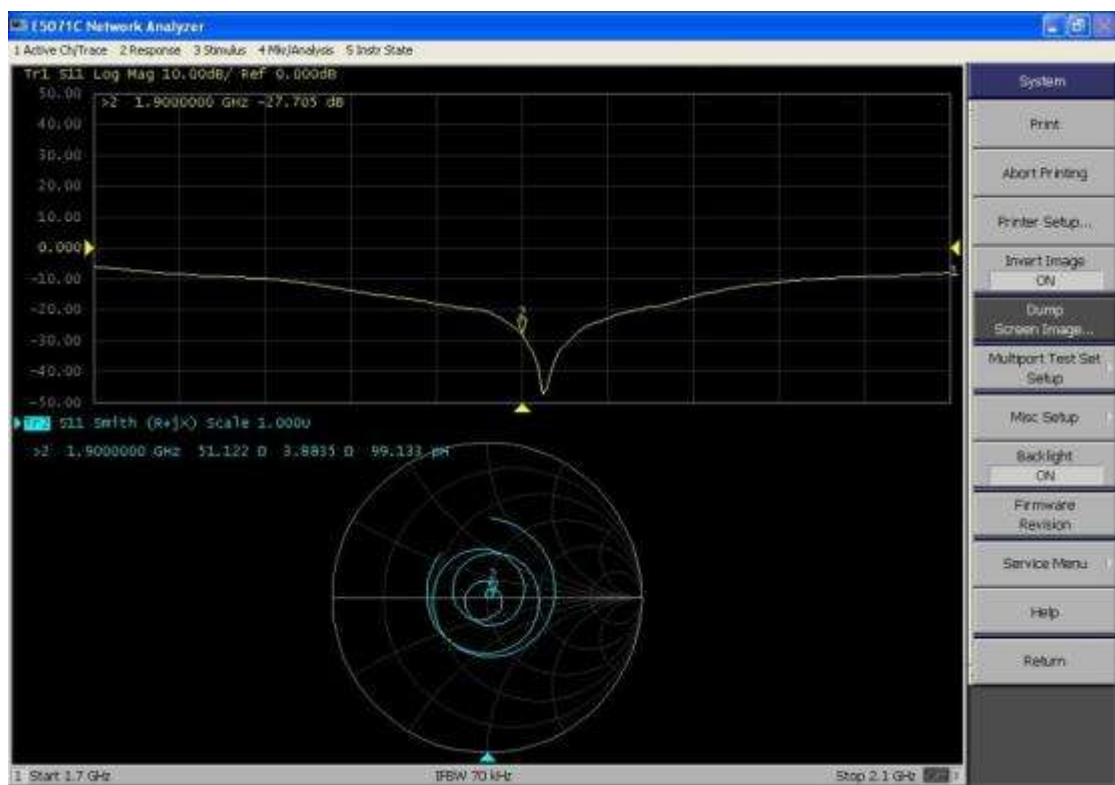 E5071C Network Analyzer
1 Active Ch/Trace 2 Response 3 Stimulus 4 Mkr/Analysis 5 Instr State
Tr1 S11 Log Mag 10.00dB/ Ref 0.000dB
50.00
>2 1.9000000 GHz -27.705 dB
40.00
30.00
20.00
10.00
0.000
-10.00
-20.00
2
-30.00
-40.00
-50.00
Tr2 S11 Smith (R+jX) Scale 1.000U
>2 1.9000000 GHz 51.122 Ω 3.8835 Ω 99.133 pH
1 Start 1.7 GHz
IFBW 70 kHz
Stop 2.1 GHz
System
Print
Abort Printing
Printer Setup...
Invert Image
ON
Dump
Screen Image...
Multiport Test Set
Setup
Misc Setup
Backlight
ON
Firmware
Revision
Service Menu
Help
Return